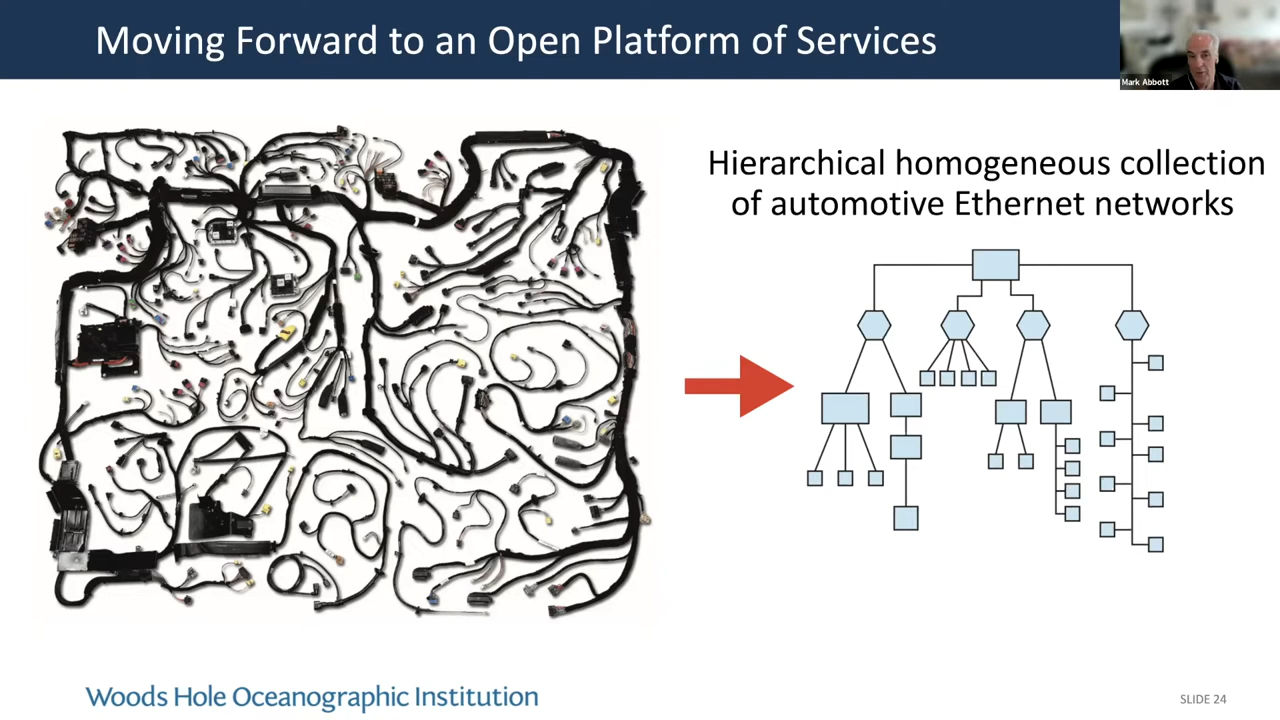 Moving Forward to an Open Platform of Services
Mark Abbott
Hierarchical homogeneous collection
of automotive Ethernet networks
Woods Hole Oceanographic Institution
SLIDE 24